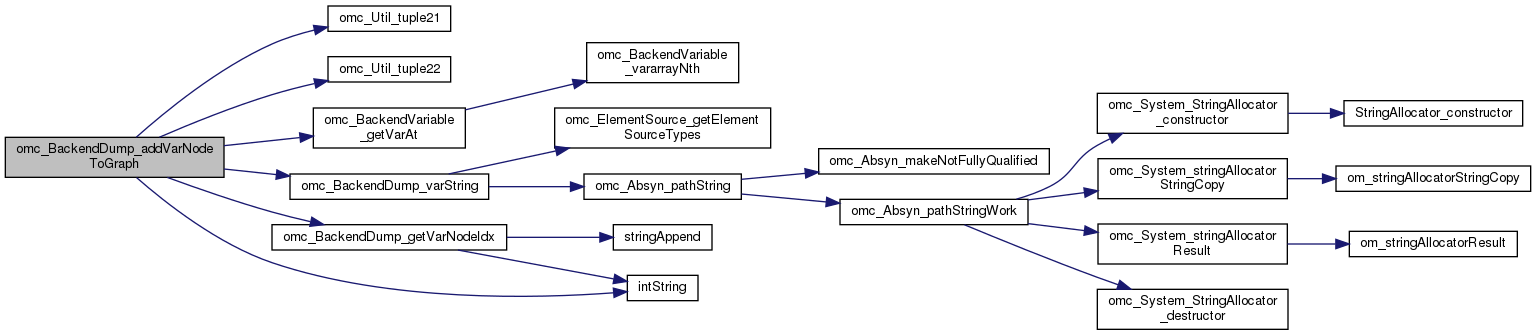 omc_BackendDump_addVarNode
ToGraph
omc_Util_tuple21
omc_Util_tuple22
omc_BackendVariable
_getVarAt
omc_BackendVariable
_vararrayNth
omc_BackendDump_varString
omc_ElementSource_getElement
SourceTypes
omc_Absyn_pathString
omc_Absyn_makeNotFullyQualified
omc_Absyn_pathStringWork
omc_System_StringAllocator
_constructor
StringAllocator_constructor
omc_System_stringAllocator
StringCopy
om_stringAllocatorStringCopy
omc_System_stringAllocator
Result
om_stringAllocatorResult
omc_System_StringAllocator
_destructor
omc_BackendDump_getVarNodeIdx
stringAppend
intString